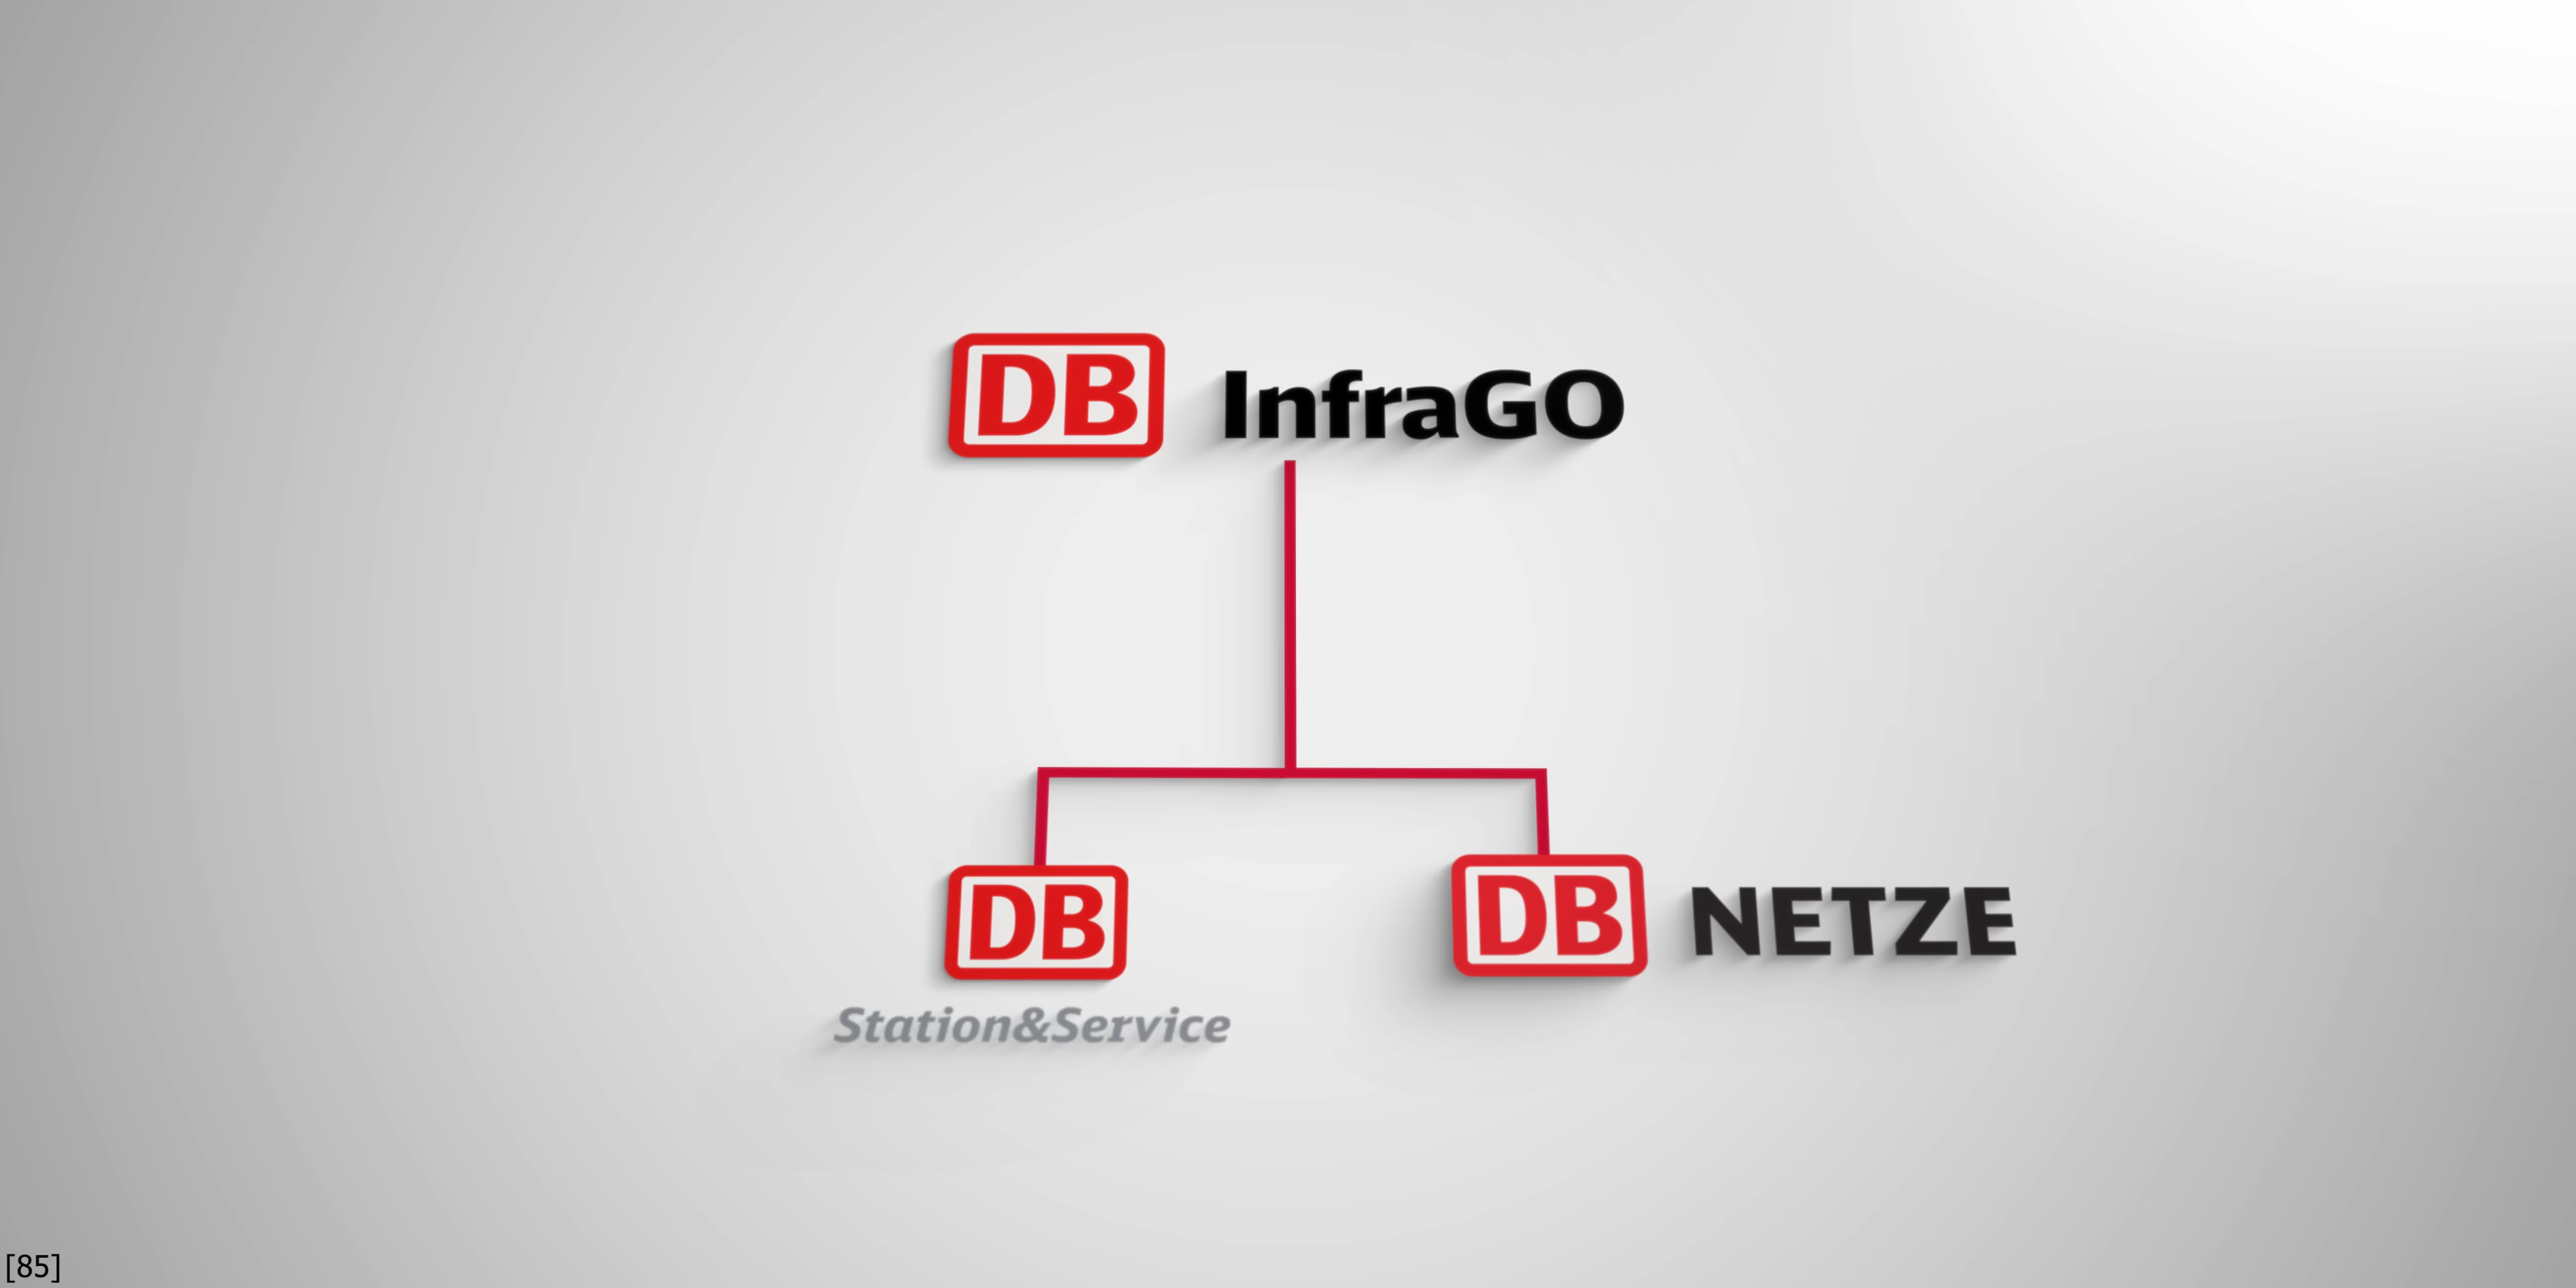 DB InfraGO
DB
Station&Service
DB NETZE
[85]